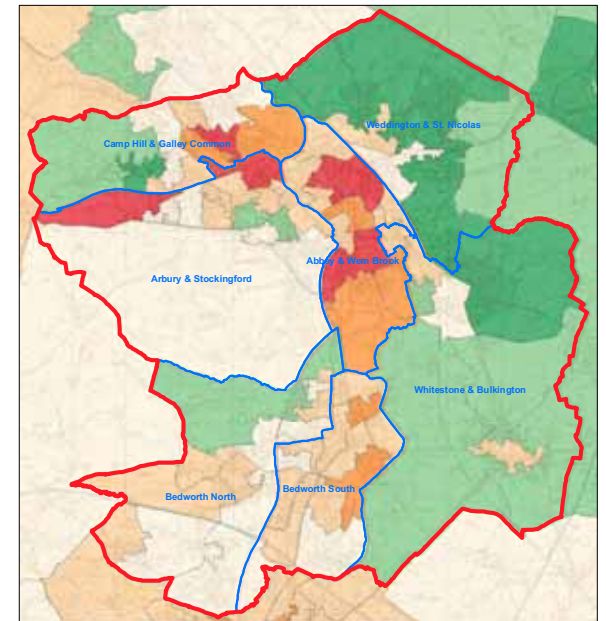 Weddington & St. Nicolas
Camp Hill & Galley Common
Abbey & Wem Brook
Arbury & Stockingford
Whitestone & Bulkington
Bedworth South
Bedworth North